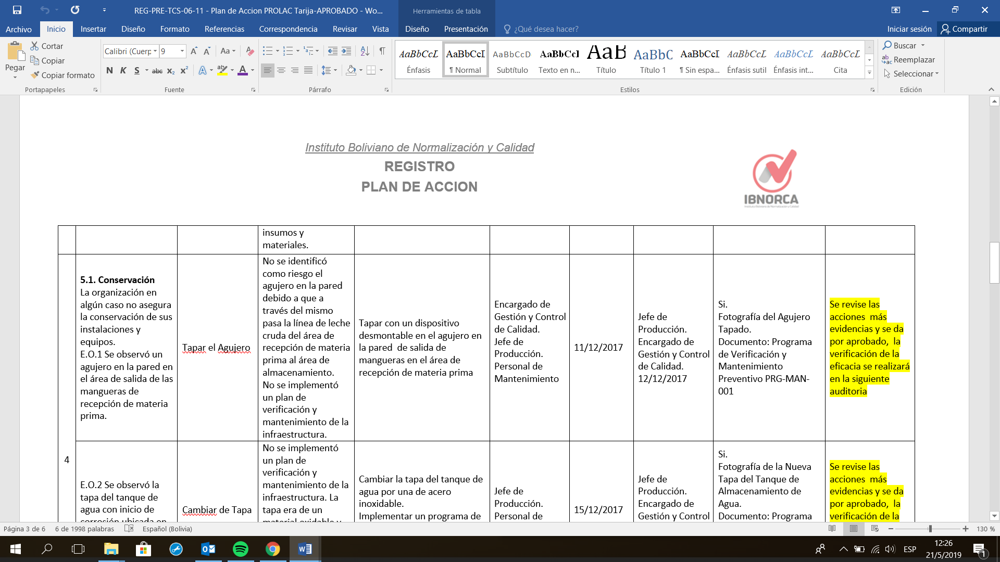 REG-PRE-TCS-06-11 - Plan de Accion PROLAC Tarija-APROBADO - Wo...
Herramientas de tabla
Archivo
Inicio
Insertar
Diseño
Formato
Referencias
Correspondencia
Revisar
Vista
Diseño
Presentación
¿Qué desea hacer?
Iniciar sesión
Compartir
Pegar
Cortar
Copiar
Copiar formato
Portapapeles
Calibri (Cuerp
9
Aa
N K S abc x₂ x²
Fuente
Párrafo
AaBbCcL
Énfasis
AaBbCcI
¶ Normal
AaBbCcD
Subtítulo
AaBbCcI
Texto en n...
AaB
Título
AaBbC
Título 1
AaBbCcI
¶ Sin espa...
AaBbCcL
Énfasis sutil
AaBbCcL
Énfasis int...
AaBbCcL
Cita
Estilos
Buscar
Reemplazar
Seleccionar
Edición
Instituto Boliviano de Normalización y Calidad
REGISTRO
PLAN DE ACCION
IBNORCA
Instituto Boliviano de Normalización y Calidad
insumos y
materiales.
4
5.1. Conservación
La organización en
algún caso no asegura
la conservación de sus
instalaciones y
equipos.
E.O.1 Se observó un
agujero en la pared en
el área de salida de las
mangueras de
recepción de materia
prima.
Tapar el Agujero
No se identificó
como riesgo el
agujero en la pared
debido a que a
través del mismo
pasa la línea de leche
cruda del área de
recepción de materia
prima al área de
almacenamiento.
No se implementó
un plan de
verificación y
mantenimiento de la
infraestructura.
Tapar con un dispositivo
desmontable en el agujero en
la pared de salida de
mangueras en el área de
recepción de materia prima
Encargado de
Gestión y Control
de Calidad.
Jefe de
Producción.
Personal de
Mantenimiento
11/12/2017
Jefe de
Producción.
Encargado de
Gestión y Control
de Calidad.
12/12/2017
Si.
Fotografía del Agujero
Tapado.
Documento: Programa
de Verificación y
Mantenimiento
Preventivo PRG-MAN-
001
Se revise las
acciones más
evidencias y se da
por aprobado, la
verificación de la
eficacia se realizará
en la siguiente
auditoria
E.O.2 Se observó la
tapa del tanque de
agua con inicio de
corrosión ubicada en
Cambiar de Tapa
No se implementó
un plan de
verificación y
mantenimiento de la
infraestructura. La
tapa era de un
material oxidable y
Cambiar la tapa del tanque de
agua por una de acero
inoxidable.
Implementar un programa de
Jefe de
Producción.
Personal de
15/12/2017
Jefe de
Producción.
Encargado de
Gestión y Control
Si.
Fotografía de la Nueva
Tapa del Tanque de
Almacenamiento de
Agua.
Documento: Programa
Se revise las
acciones más
evidencias y se da
por aprobado, la
verificación de la
Página 3 de 6
6 de 1998 palabras
Español (Bolivia)
130 %
ESP
12:26
21/5/2019
1